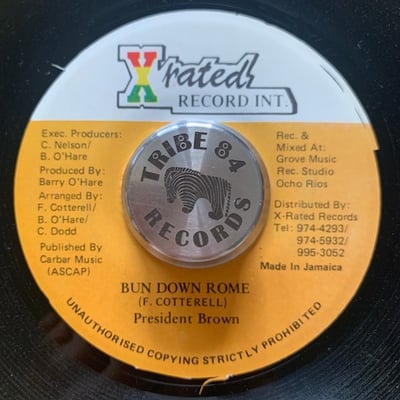 X rated
RECORD INT.
Exec. Producers:
C. Nelson/
B. O'Hare
Produced By:
Barry O'Hare
Arranged By:
F. Cotterell/
B. O'Hare/
C. Dodd
Published By
Carbar Music
(ASCAP)
TRIBE 84
RECORDS
Rec. &
Mixed At:
Grove Music
Rec. Studio
Ocho Rios
Distributed By:
X-Rated Records
Tel: 974-4293/
974-5932/
995-3052
Made In Jamaica
BUN DOWN ROME
(F. COTTERELL)
President Brown
UNAUTHORISED COPYING STRICTLY PROHIBITED